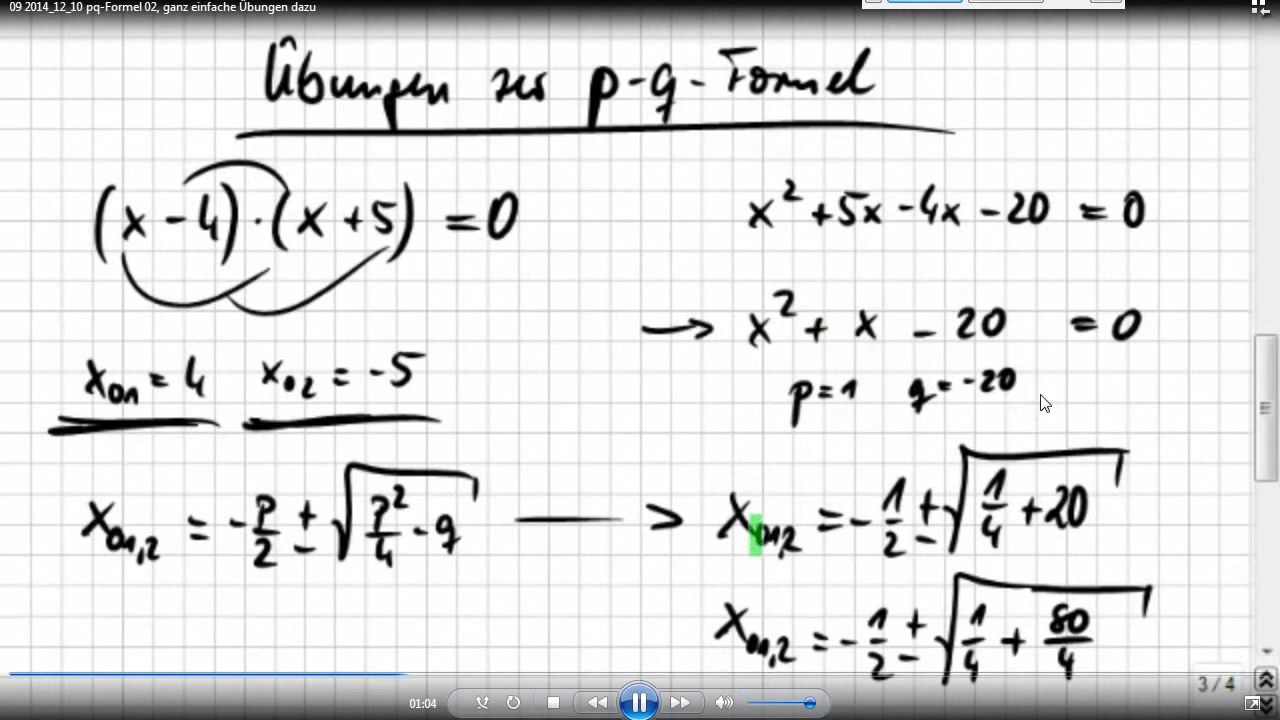 09 2014_12_10 pq-Formel 02, ganz einfache Übungen dazu
Übungen zur p-q-Formel
(x - 4) · (x + 5) = 0
x² + 5x - 4x - 20 = 0
→ x² + x - 20 = 0
p = 1 q = -20
x₀₁ = 4 x₀₂ = -5
x₀₁,₂ = - p/2 ± √(p²/4 - q) —> x₀₁,₂ = - 1/2 ± √(1/4 + 20)
x₀₁,₂ = - 1/2 ± √(1/4 + 80/4)
3 / 4
01:04